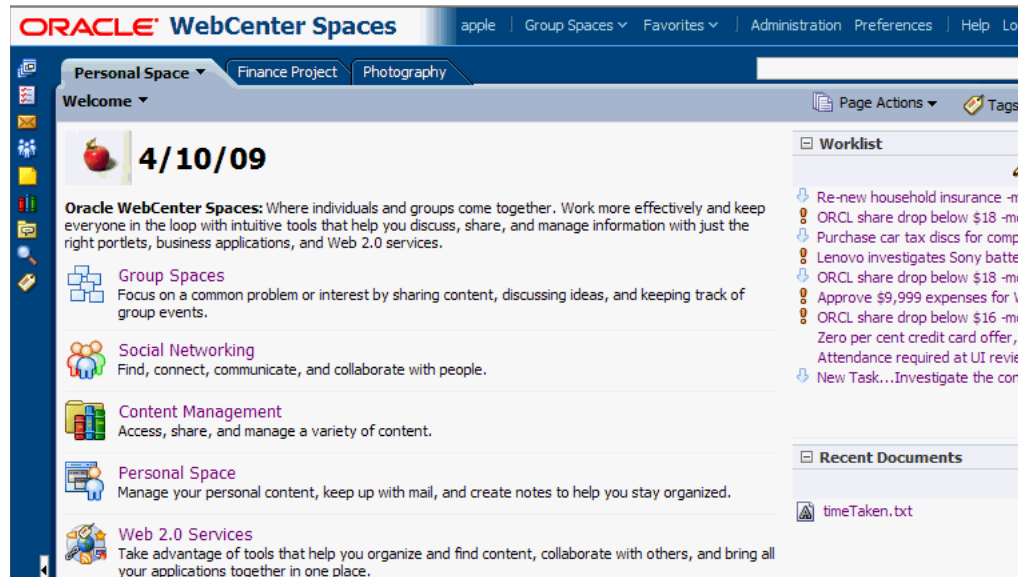 ORACLE WebCenter Spaces
apple Group Spaces Favorites Administration Preferences Help
Personal Space Finance Project Photography
Welcome
Page Actions Tags
4/10/09
Oracle WebCenter Spaces: Where individuals and groups come together. Work more effectively and keep
everyone in the loop with intuitive tools that help you discuss, share, and manage information with just the
right portlets, business applications, and Web 2.0 services.
Group Spaces
Focus on a common problem or interest by sharing content, discussing ideas, and keeping track of
group events.
Social Networking
Find, connect, communicate, and collaborate with people.
Content Management
Access, share, and manage a variety of content.
Personal Space
Manage your personal content, keep up with mail, and create notes to help you stay organized.
Web 2.0 Services
Take advantage of tools that help you organize and find content, collaborate with others, and bring all
your applications together in one place.
Worklist
Re-new household insurance
ORCL share drop below $18
Purchase car tax discs for
Lenovo investigates Sony
ORCL share drop below $18
Approve $9,999 expenses for
ORCL share drop below $16
Zero per cent credit card offer,
Attendance required at UI
New Task...Investigate the
Recent Documents
timeTaken.txt